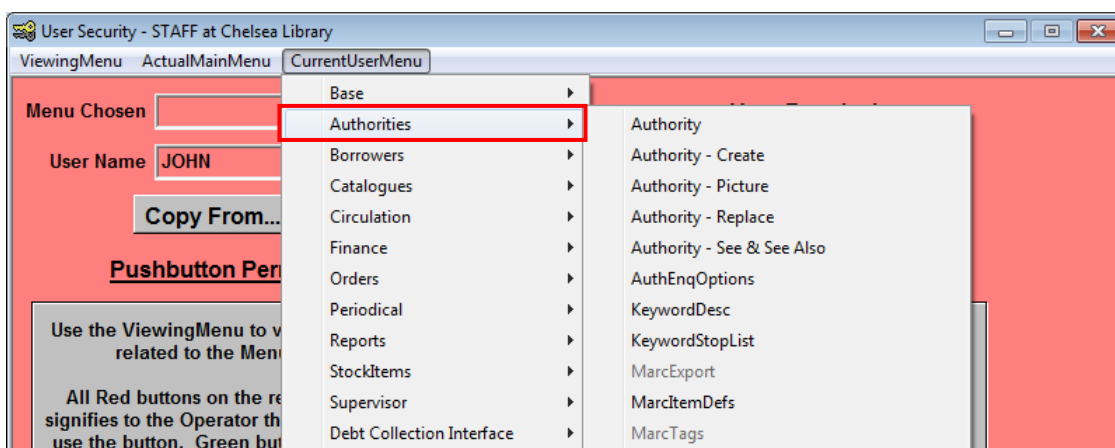 User Security - STAFF at Chelsea Library
ViewingMenu ActualMainMenu CurrentUserMenu
Menu Chosen
User Name JOHN
Copy From...
Pushbutton Per
Use the ViewingMenu to v
related to the Men
All Red buttons on the re
signifies to the Operator th
use the button. Green but
Base
Authorities
Borrowers
Catalogues
Circulation
Finance
Orders
Periodical
Reports
StockItems
Supervisor
Debt Collection Interface
Authority
Authority - Create
Authority - Picture
Authority - Replace
Authority - See & See Also
AuthEnqOptions
KeywordDesc
KeywordStopList
MarcExport
MarcItemDefs
MarcTags